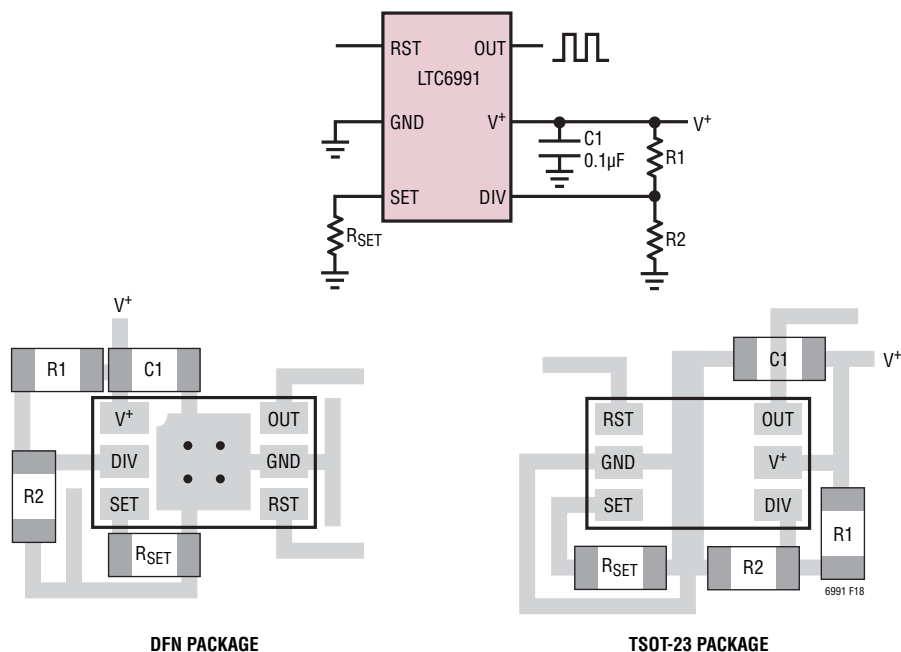 RST
OUT
LTC6991
GND
V+
V+
C1
0.1µF
R1
SET
DIV
RSET
R2
V+
R1
C1
V+
OUT
DIV
GND
R2
SET
RST
RSET
DFN PACKAGE
C1
V+
RST
OUT
GND
V+
SET
DIV
R1
RSET
R2
6991 F18
TSOT-23 PACKAGE